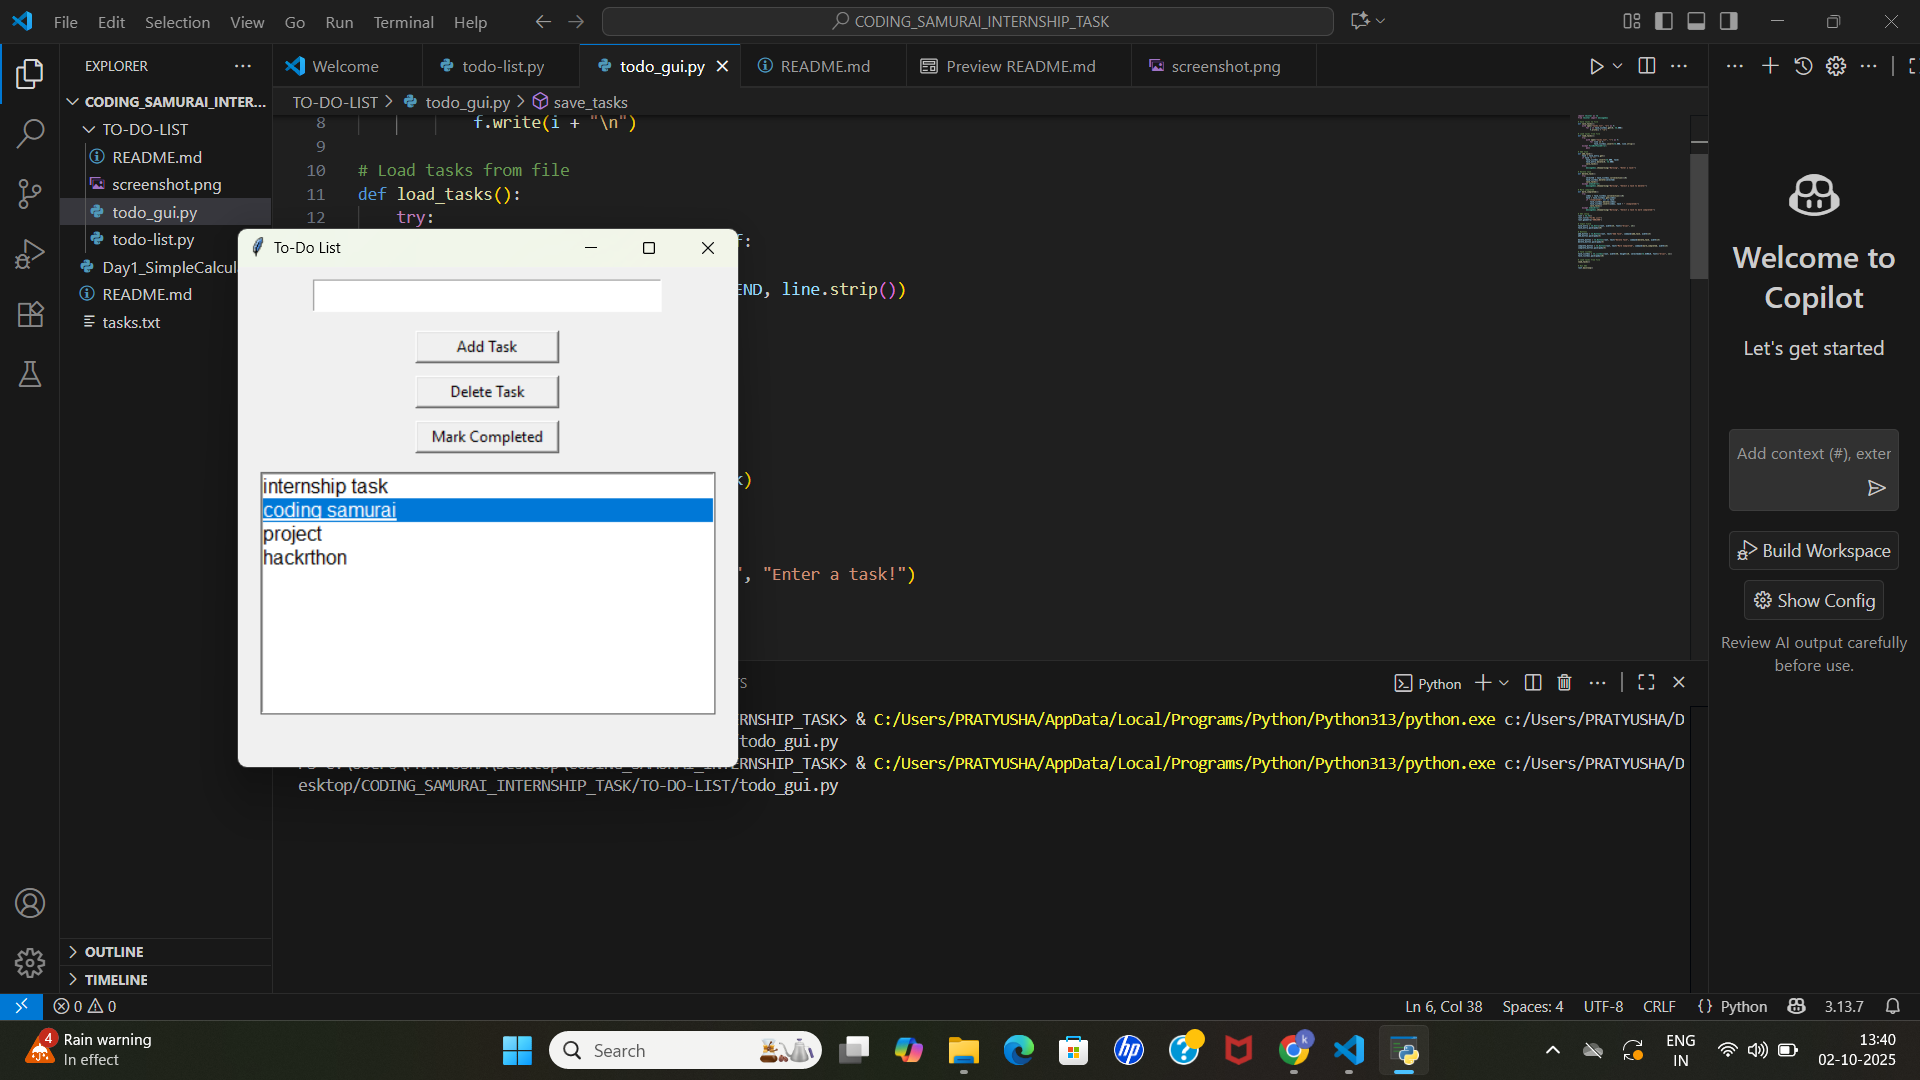 File Edit Selection View Go Run Terminal Help
CODING_SAMURAI_INTERNSHIP_TASK
EXPLORER
Welcome
todo-list.py
todo_gui.py
README.md
Preview README.md
screenshot.png
CODING_SAMURAI_INTER...
TO-DO-LIST
README.md
screenshot.png
todo_gui.py
todo-list.py
Day1_SimpleCalcul
README.md
tasks.txt
OUTLINE
TIMELINE
TO-DO-LIST > todo_gui.py > save_tasks
8 f.write(i + "\n")
9
10 # Load tasks from file
11 def load_tasks():
12 try:
f:
END, line.strip())
k)
", "Enter a task!")
To-Do List
Add Task
Delete Task
Mark Completed
internship task
coding samurai
project
hackrthon
TS
Python
RNSHIP_TASK> & C:/Users/PRATYUSHA/AppData/Local/Programs/Python/Python313/python.exe c:/Users/PRATYUSHA/D
/todo_gui.py
RNSHIP_TASK> & C:/Users/PRATYUSHA/AppData/Local/Programs/Python/Python313/python.exe c:/Users/PRATYUSHA/D
esktop/CODING_SAMURAI_INTERNSHIP_TASK/TO-DO-LIST/todo_gui.py
Welcome to
Copilot
Let's get started
Add context (#), exter
Build Workspace
Show Config
Review AI output carefully
before use.
0 0
Ln 6, Col 38 Spaces: 4 UTF-8 CRLF {} Python 3.13.7
4
Rain warning
In effect
Search
hp
?
k
ENG
IN
13:40
02-10-2025